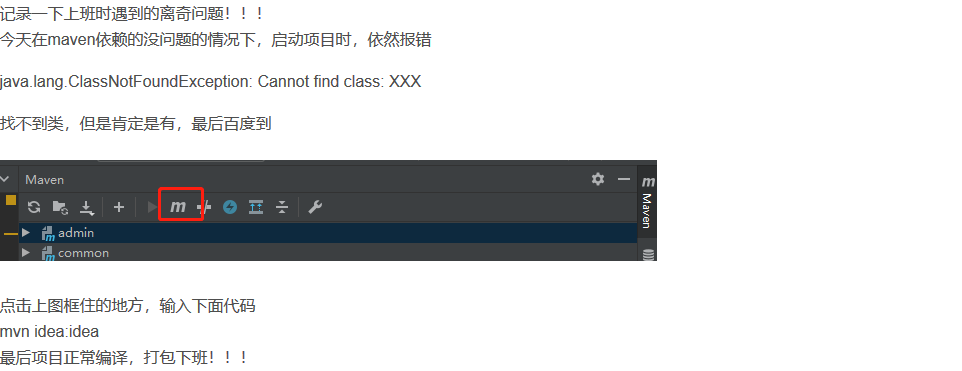 记录一下上班时遇到的离奇问题！！！
今天在maven依赖的没问题的情况下，启动项目时，依然报错
java.lang.ClassNotFoundException: Cannot find class: XXX
找不到类，但是肯定是有，最后百度到
Maven
m
Maven
m
admin
common
点击上图框住的地方，输入下面代码
mvn idea:idea
最后项目正常编译，打包下班！！！